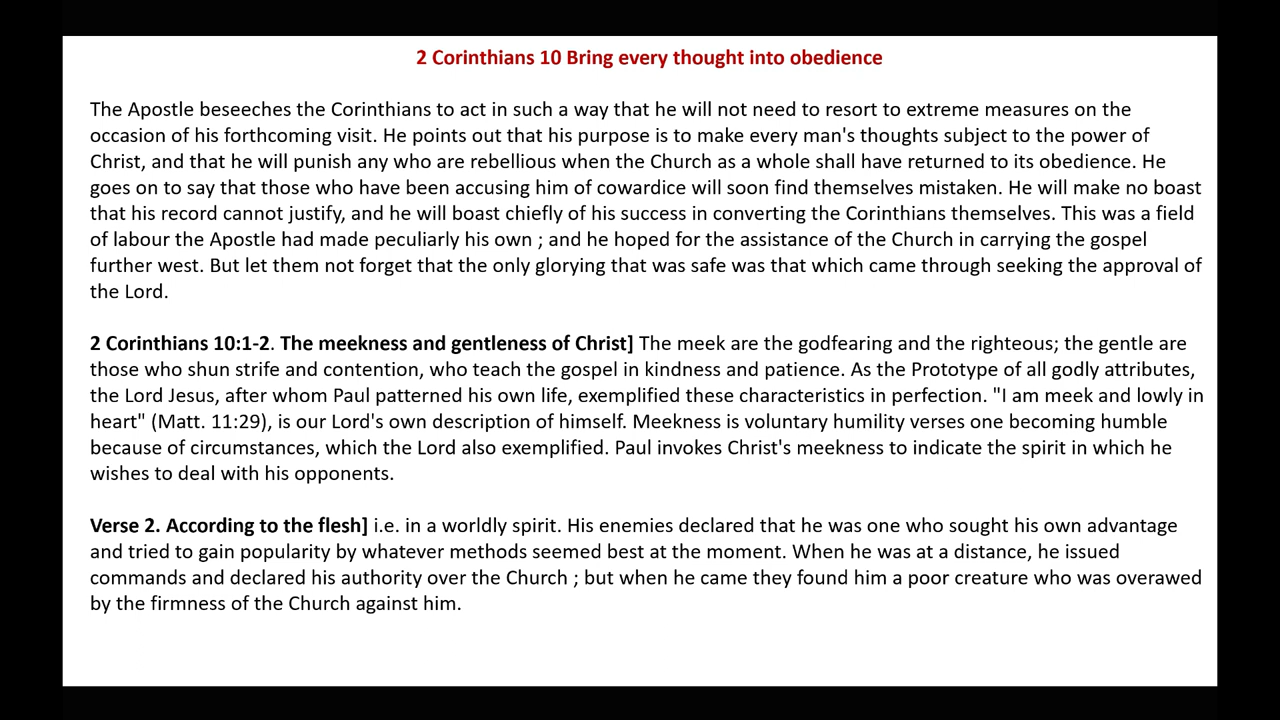 2 Corinthians 10 Bring every thought into obedience
The Apostle beseeches the Corinthians to act in such a way that he will not need to resort to extreme measures on the
occasion of his forthcoming visit. He points out that his purpose is to make every man's thoughts subject to the power of
Christ, and that he will punish any who are rebellious when the Church as a whole shall have returned to its obedience. He
goes on to say that those who have been accusing him of cowardice will soon find themselves mistaken. He will make no boast
that his record cannot justify, and he will boast chiefly of his success in converting the Corinthians themselves. This was a field
of labour the Apostle had made peculiarly his own ; and he hoped for the assistance of the Church in carrying the gospel
further west. But let them not forget that the only glorying that was safe was that which came through seeking the approval of
the Lord.
2 Corinthians 10:1-2. The meekness and gentleness of Christ] The meek are the godfearing and the righteous; the gentle are
those who shun strife and contention, who teach the gospel in kindness and patience. As the Prototype of all godly attributes,
the Lord Jesus, after whom Paul patterned his own life, exemplified these characteristics in perfection. "I am meek and lowly in
heart" (Matt. 11:29), is our Lord's own description of himself. Meekness is voluntary humility verses one becoming humble
because of circumstances, which the Lord also exemplified. Paul invokes Christ's meekness to indicate the spirit in which he
wishes to deal with his opponents.
Verse 2. According to the flesh] i.e. in a worldly spirit. His enemies declared that he was one who sought his own advantage
and tried to gain popularity by whatever methods seemed best at the moment. When he was at a distance, he issued
commands and declared his authority over the Church ; but when he came they found him a poor creature who was overawed
by the firmness of the Church against him.